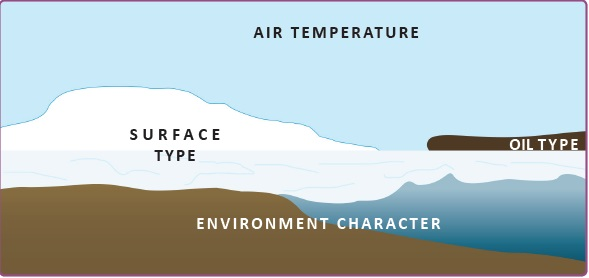 AIR TEMPERATURE
SURFACE
TYPE
OIL TYPE
ENVIRONMENT CHARACTER